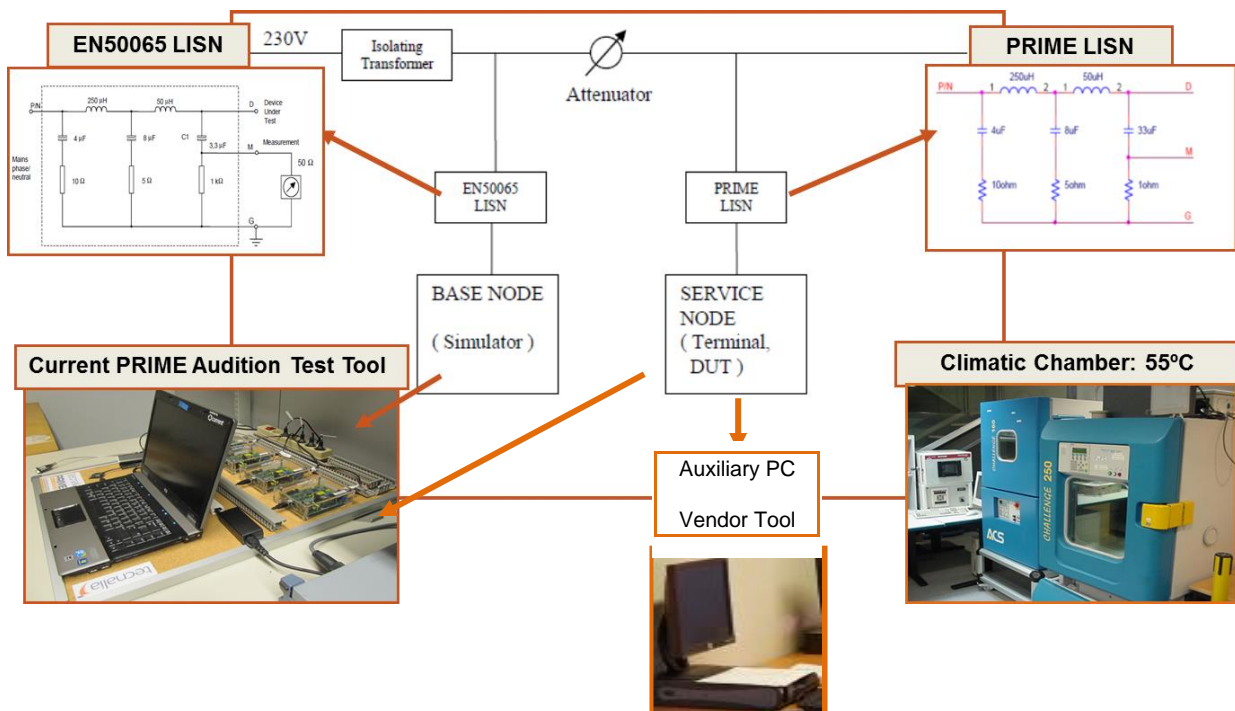 EN50065 LISN
230V
Isolating
Transformer
Attenuator
PRIME LISN
250 µH
50 µH
P/N
D
Device
Under
Test
4 µF
8 µF
C1
3,3 µF
M
Measurement
50 Ω
Mains
phase/
neutral
10 Ω
5 Ω
1 kΩ
G
P/N
1
250uH
2
1
50uH
2
D
4uF
8uF
33uF
M
10ohm
5ohm
1ohm
G
EN50065
LISN
PRIME
LISN
BASE NODE
( Simulator )
SERVICE
NODE
( Terminal,
DUT )
Current PRIME Audition Test Tool
Climatic Chamber: 55ºC
Auxiliary PC
Vendor Tool
tecnalia
CHALLENGE 250
ACS